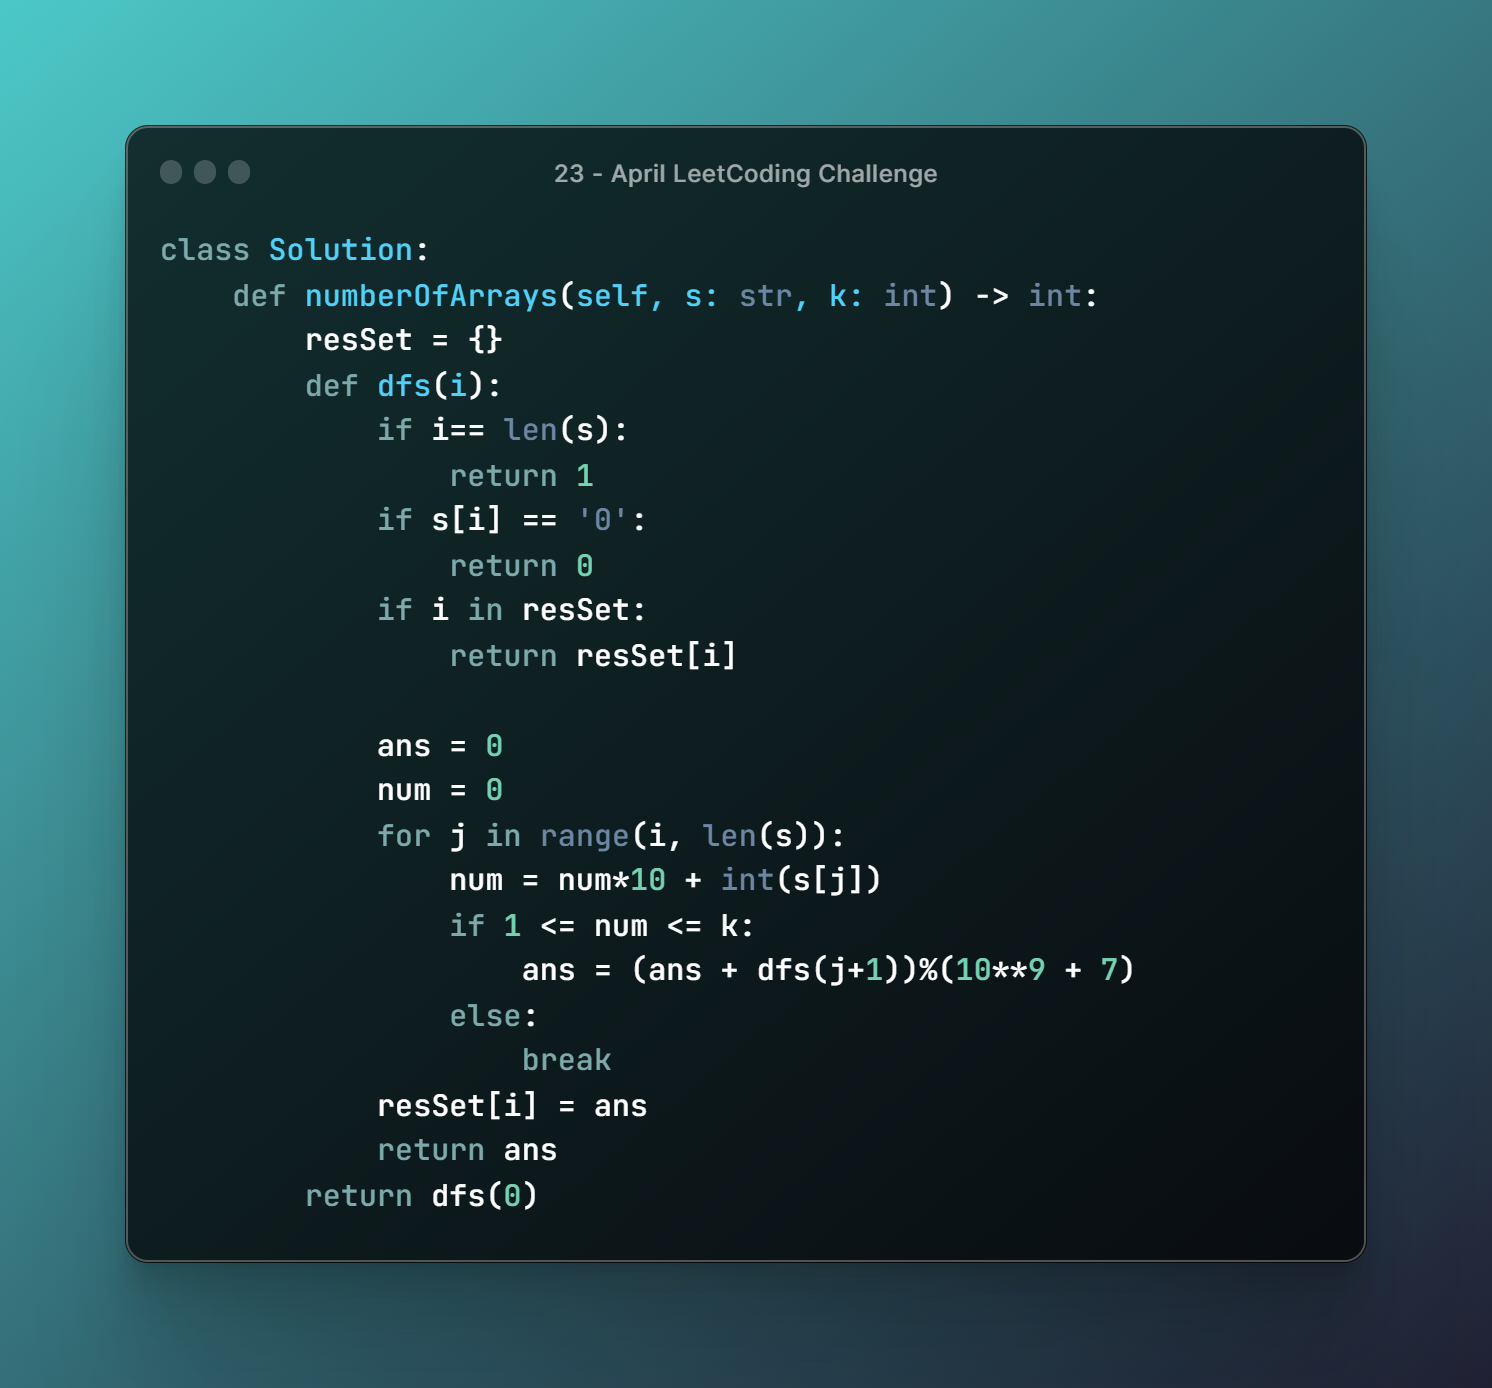 23 - April LeetCoding Challenge
class Solution:
    def numberOfArrays(self, s: str, k: int) -> int:
        resSet = {}
        def dfs(i):
            if i== len(s):
                return 1
            if s[i] == '0':
                return 0
            if i in resSet:
                return resSet[i]

            ans = 0
            num = 0
            for j in range(i, len(s)):
                num = num*10 + int(s[j])
                if 1 <= num <= k:
                    ans = (ans + dfs(j+1))%(10**9 + 7)
                else:
                    break
            resSet[i] = ans
            return ans
        return dfs(0)